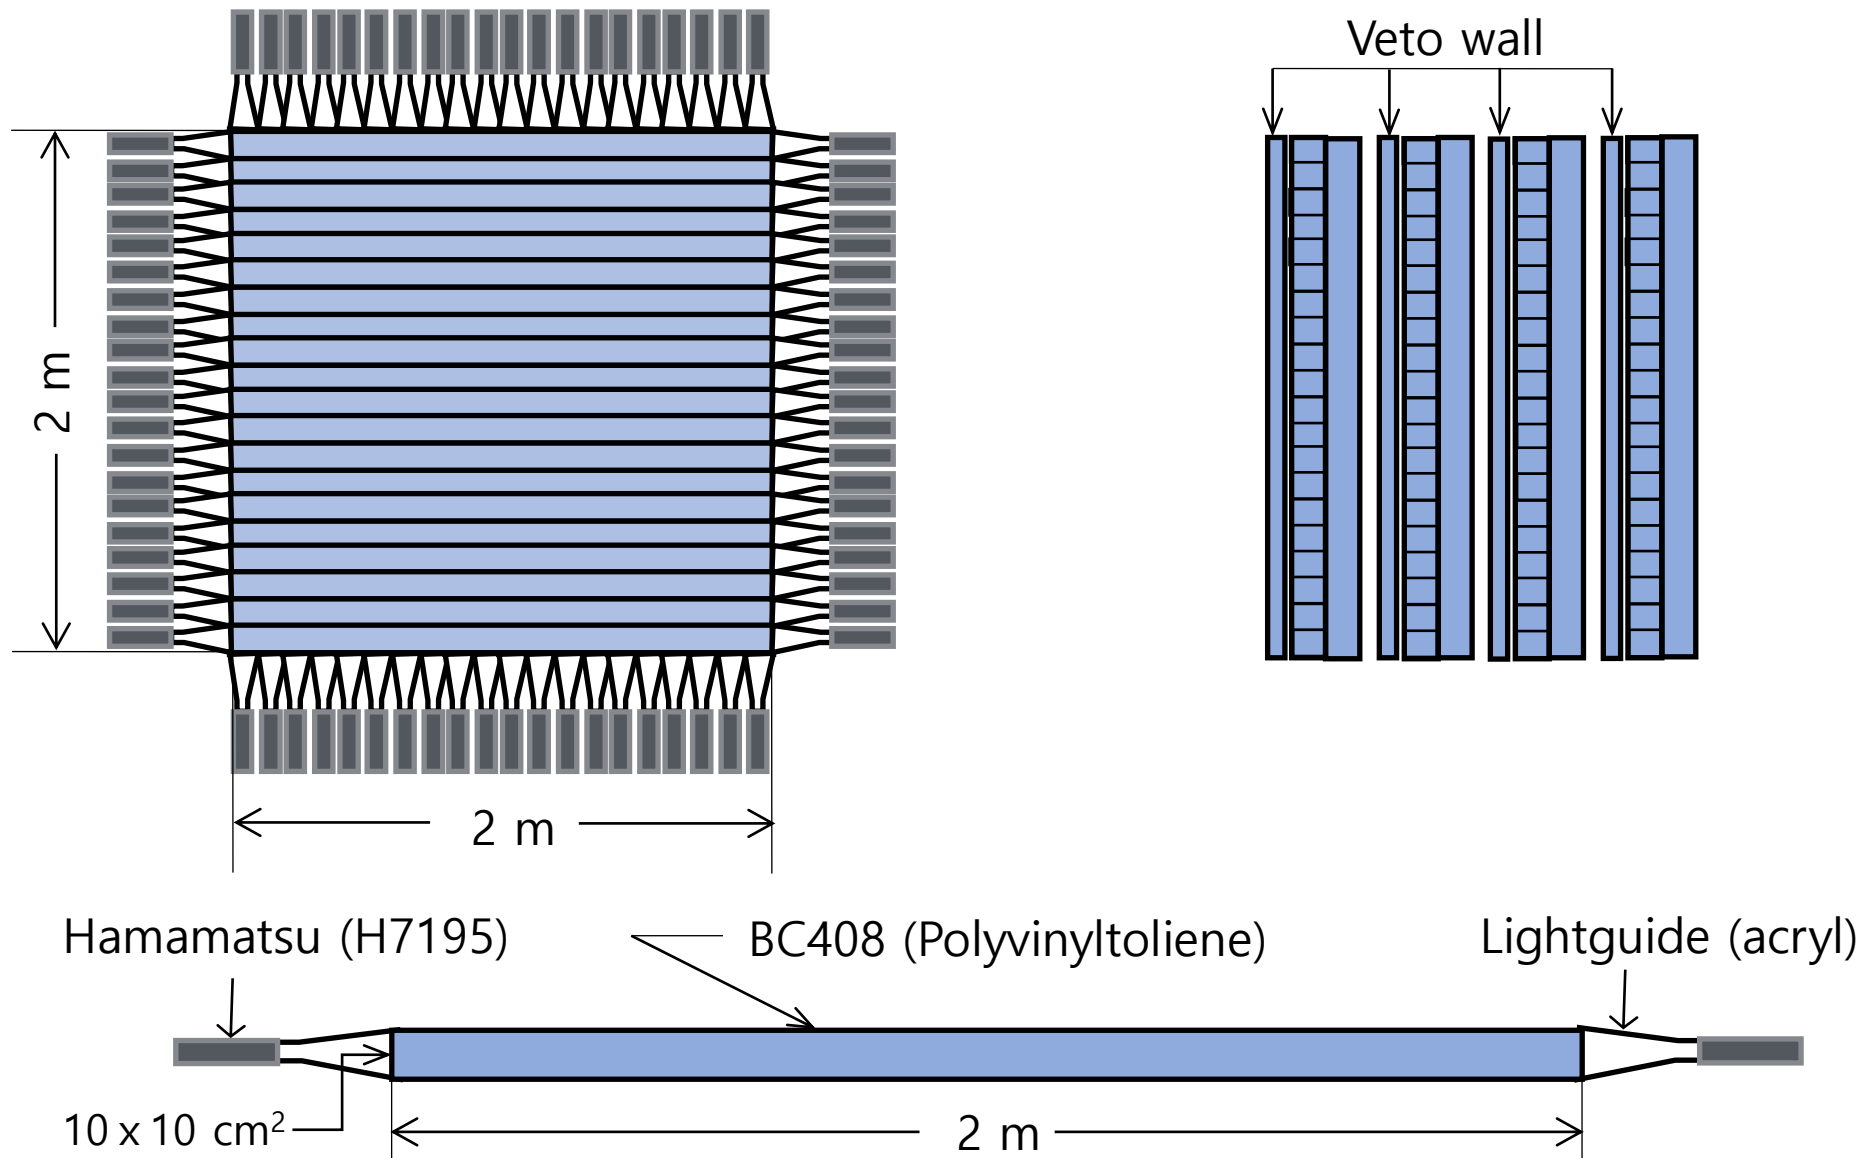 Veto wall
2 m
2 m
Hamamatsu (H7195)
BC408 (Polyvinyltoliene)
Lightguide (acryl)
10 x 10 cm²
2 m